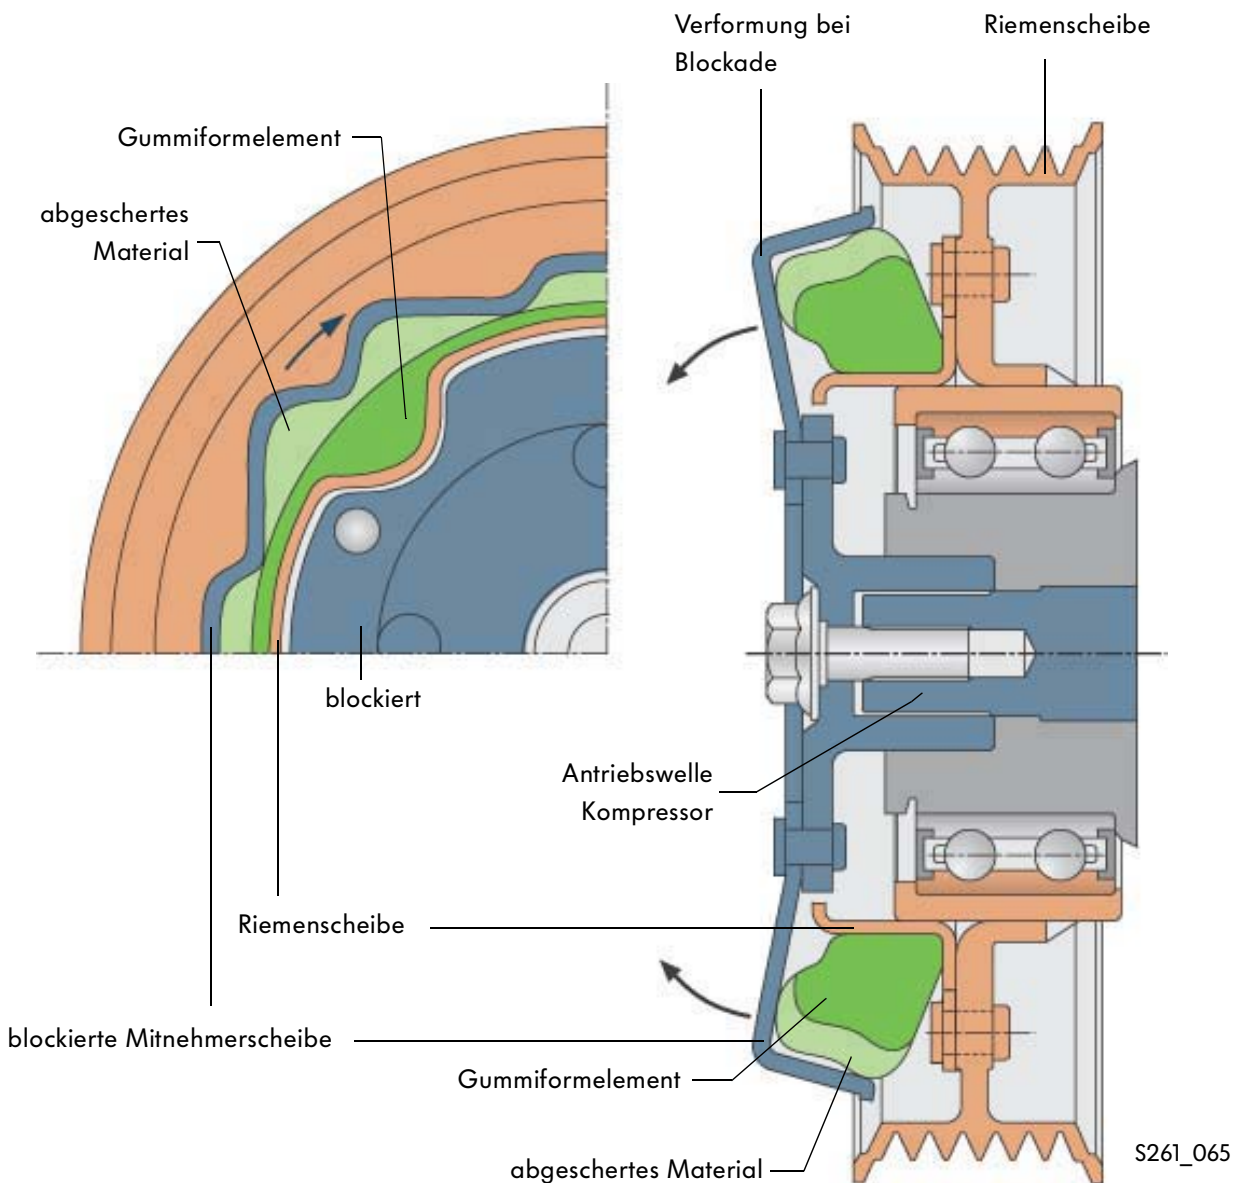 Verformung bei
Blockade
Riemenscheibe
Gummiformelement
abgeschertes
Material
blockiert
Antriebswelle
Kompressor
Riemenscheibe
blockierte Mitnehmerscheibe
Gummiformelement
abgeschertes Material
S261_065